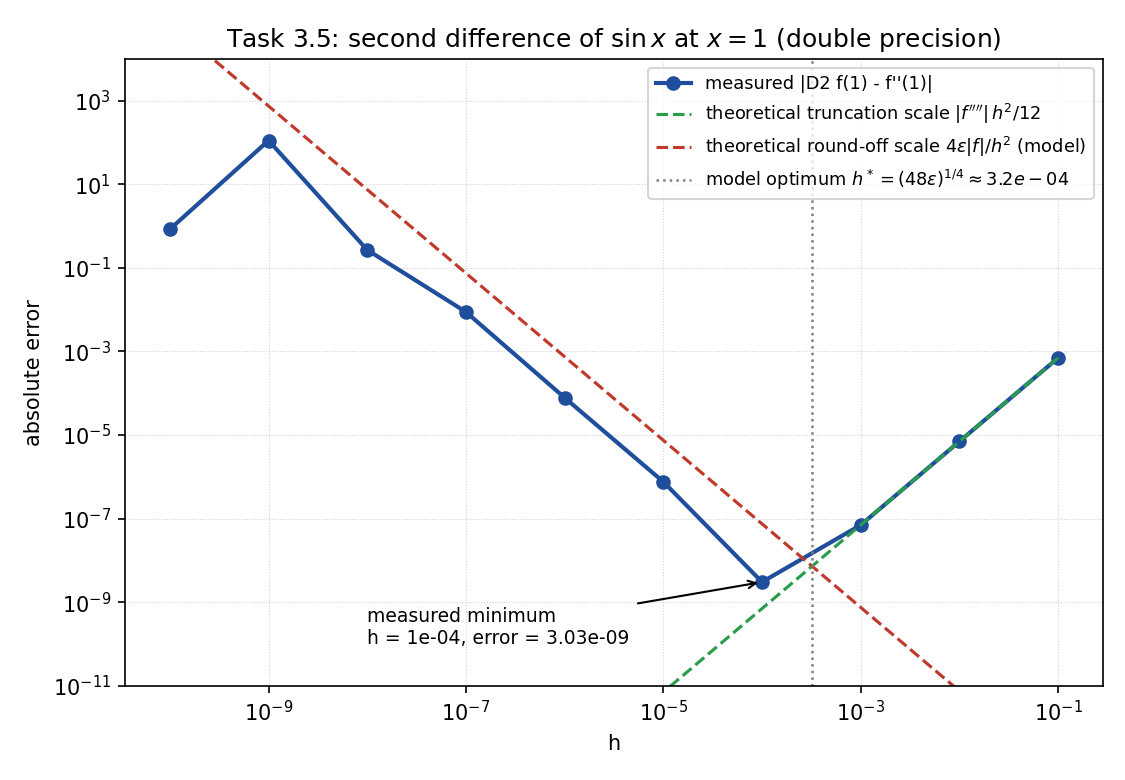 Task 3.5: second difference of sin x at x = 1 (double precision)
measured |D2 f(1) - f''(1)|
theoretical truncation scale |f''''| h²/12
theoretical round-off scale 4ε|f|/h² (model)
model optimum h* = (48ε)^{1/4} ≈ 3.2e − 04
absolute error
10³
10¹
10⁻¹
10⁻³
10⁻⁵
10⁻⁷
10⁻⁹
10⁻¹¹
measured minimum
h = 1e-04, error = 3.03e-09
10⁻⁹
10⁻⁷
10⁻⁵
10⁻³
10⁻¹
h